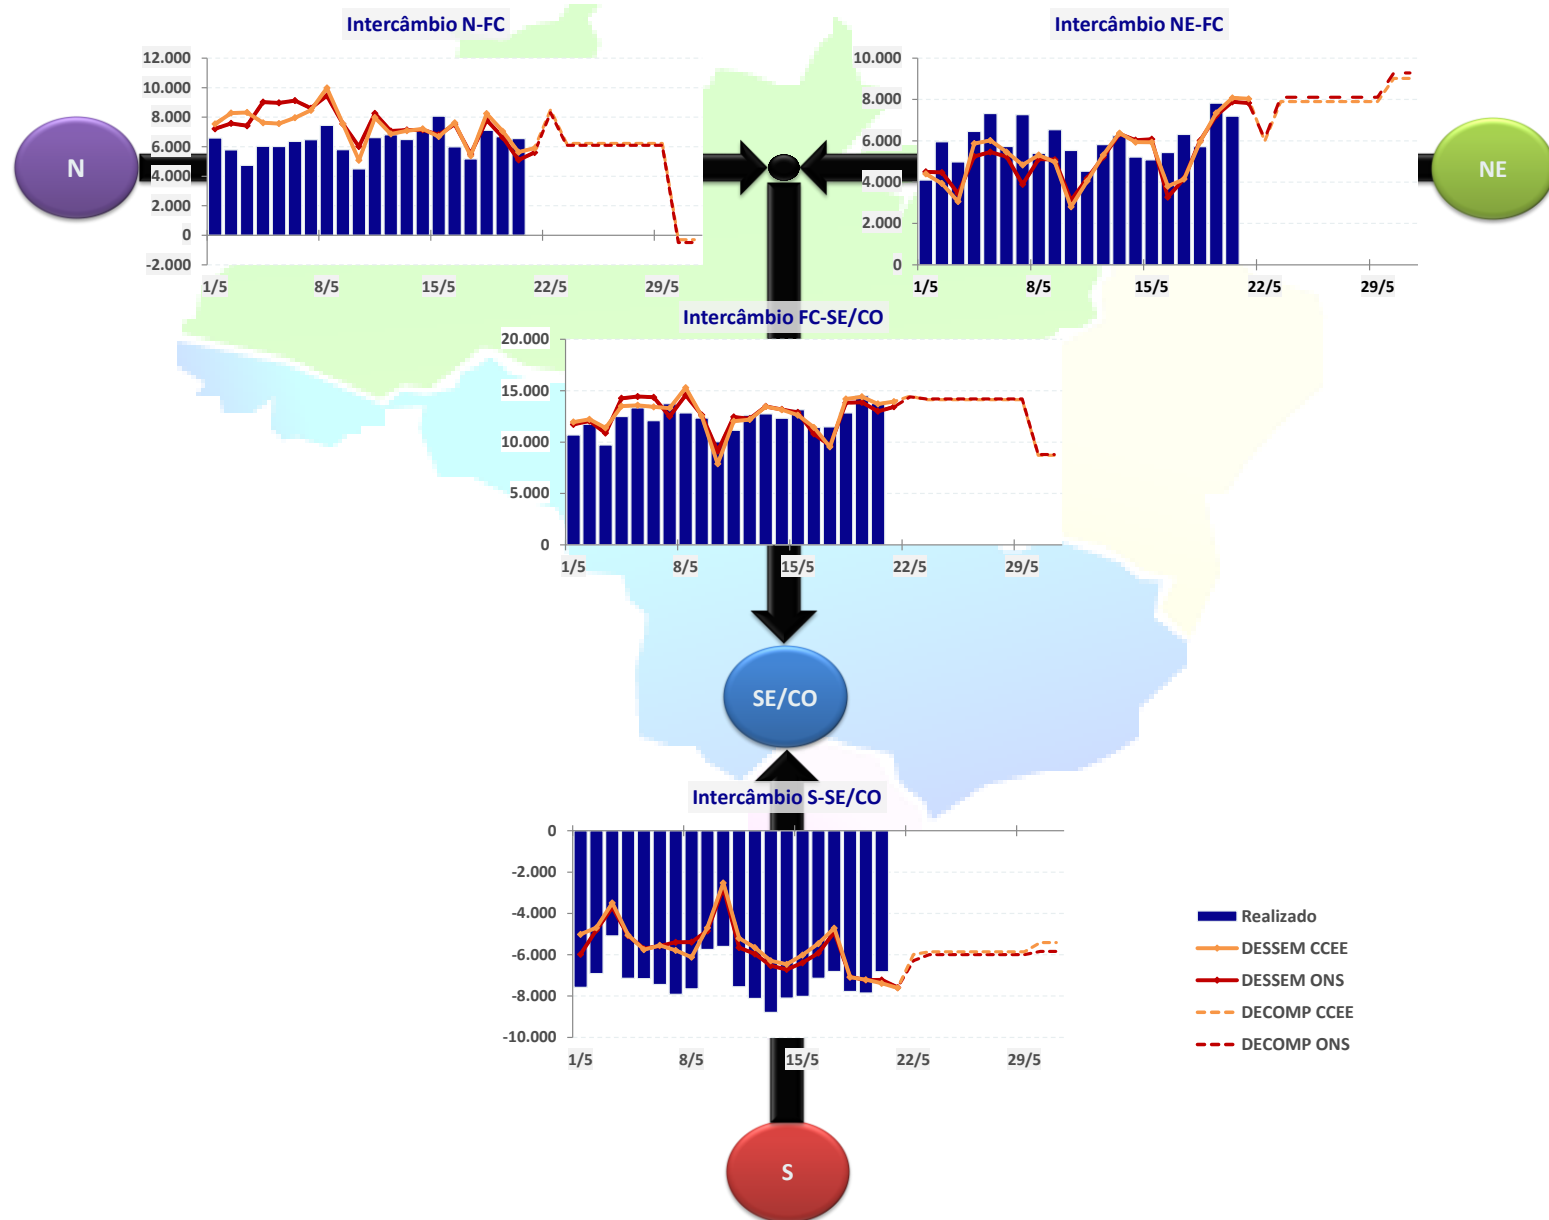 Intercâmbio N-FC
12.000
10.000
8.000
6.000
4.000
2.000
0
-2.000
1/5 8/5 15/5 22/5 29/5
Intercâmbio NE-FC
10.000
8.000
6.000
4.000
2.000
0
1/5 8/5 15/5 22/5 29/5
N
NE
Intercâmbio FC-SE/CO
20.000
15.000
10.000
5.000
0
1/5 8/5 15/5 22/5 29/5
SE/CO
Intercâmbio S-SE/CO
0
-2.000
-4.000
-6.000
-8.000
-10.000
1/5 8/5 15/5 22/5 29/5
Realizado
DESSEM CCEE
DESSEM ONS
DECOMP CCEE
DECOMP ONS
S